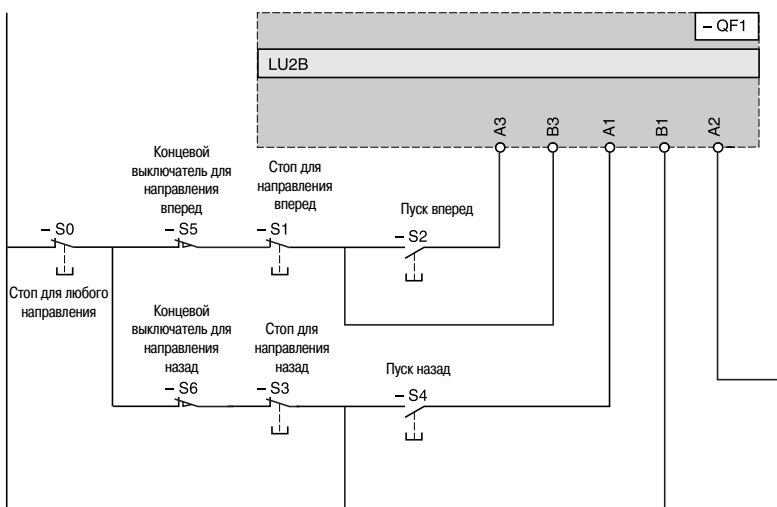 – QF1
LU2B
A3
B3
A1
B1
A2
Концевой
выключатель для
направления
вперед
Стоп для
направления
вперед
Пуск вперед
– S0
– S5
– S1
– S2
Стоп для любого
направления
Концевой
выключатель для
направления
назад
Стоп для
направления
назад
Пуск назад
– S6
– S3
– S4